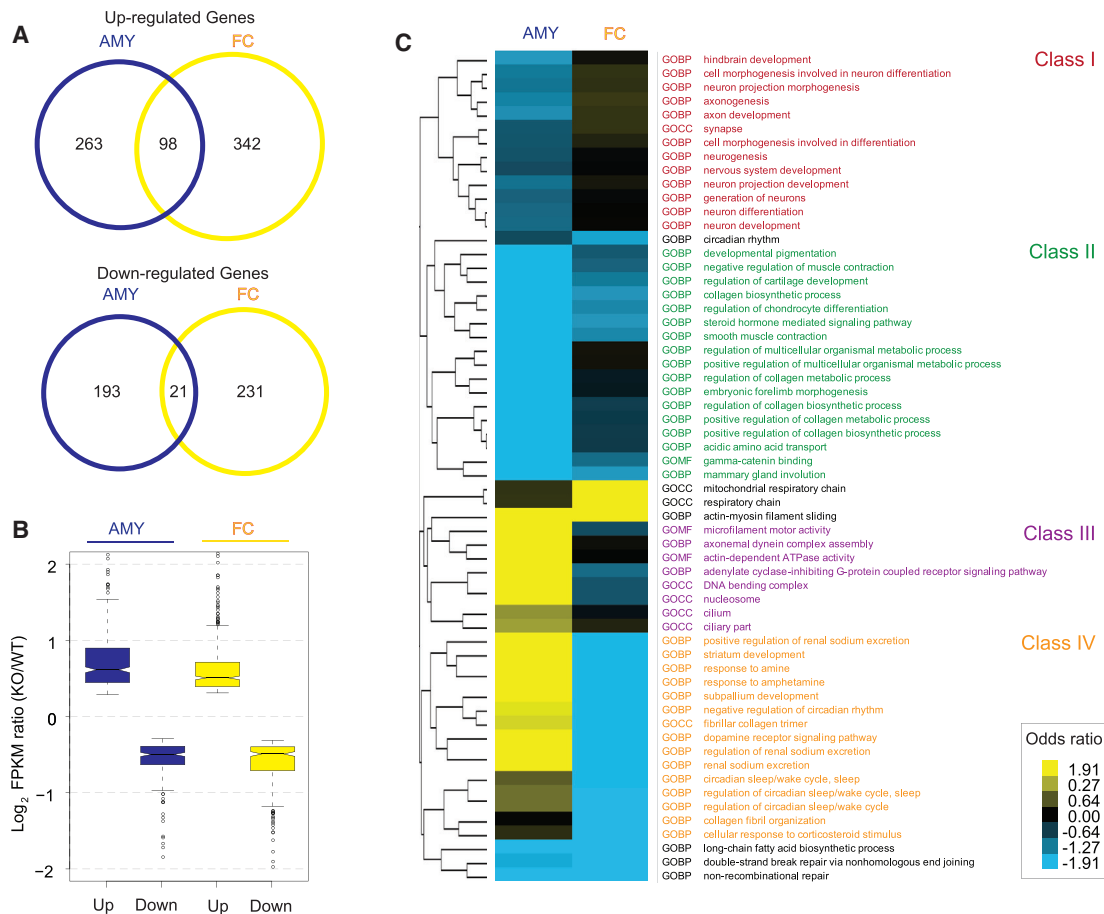 A
Up-regulated Genes
AMY
FC
263
98
342
Down-regulated Genes
AMY
FC
193
21
231
B
AMY
FC
Log2 FPKM ratio (KO/WT)
2
1
0
−1
−2
Up
Down
Up
Down
C
AMY
FC
Class I
GOBP hindbrain development
GOBP cell morphogenesis involved in neuron differentiation
GOBP neuron projection morphogenesis
GOBP axonogenesis
GOBP axon development
GOCC synapse
GOBP cell morphogenesis involved in differentiation
GOBP neurogenesis
GOBP nervous system development
GOBP neuron projection development
GOBP generation of neurons
GOBP neuron differentiation
GOBP neuron development
GOBP circadian rhythm
Class II
GOBP developmental pigmentation
GOBP negative regulation of muscle contraction
GOBP regulation of cartilage development
GOBP collagen biosynthetic process
GOBP regulation of chondrocyte differentiation
GOBP steroid hormone mediated signaling pathway
GOBP smooth muscle contraction
GOBP regulation of multicellular organismal metabolic process
GOBP positive regulation of multicellular organismal metabolic process
GOBP regulation of collagen metabolic process
GOBP embryonic forelimb morphogenesis
GOBP regulation of collagen biosynthetic process
GOBP positive regulation of collagen metabolic process
GOBP positive regulation of collagen biosynthetic process
GOBP acidic amino acid transport
GOMF gamma-catenin binding
GOBP mammary gland involution
GOCC mitochondrial respiratory chain
GOCC respiratory chain
GOBP actin-myosin filament sliding
Class III
GOMF microfilament motor activity
GOBP axonemal dynein complex assembly
GOMF actin-dependent ATPase activity
GOBP adenylate cyclase-inhibiting G-protein coupled receptor signaling pathway
GOCC DNA bending complex
GOCC nucleosome
GOCC cilium
GOCC ciliary part
Class IV
GOBP positive regulation of renal sodium excretion
GOBP striatum development
GOBP response to amine
GOBP response to amphetamine
GOBP subpallium development
GOBP negative regulation of circadian rhythm
GOCC fibrillar collagen trimer
GOBP dopamine receptor signaling pathway
GOBP regulation of renal sodium excretion
GOBP renal sodium excretion
GOBP circadian sleep/wake cycle, sleep
GOBP regulation of circadian sleep/wake cycle, sleep
GOBP regulation of circadian sleep/wake cycle
GOBP collagen fibril organization
GOBP cellular response to corticosteroid stimulus
GOBP long-chain fatty acid biosynthetic process
GOBP double-strand break repair via nonhomologous end joining
GOBP non-recombinational repair
Odds ratio
1.91
0.27
0.64
0.00
-0.64
-1.27
-1.91